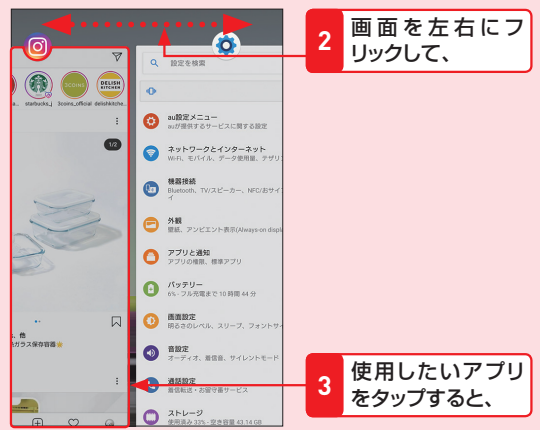 2
画面を左右にフ
リックして、
設定を検索
starbucks_j
3coins_official
delishkitche...
3COINS
DELISH
KITCHEN
1/2
au設定メニュー
auが提供するサービスに関する設定
ネットワークとインターネット
Wi-Fi、モバイル、データ使用量、テザリ
機器接続
Bluetooth、TV/スピーカー、NFC/おサイ
イ
外観
壁紙、アンビエント表示(Always-on displ
アプリと通知
アプリの権限、標準アプリ
バッテリー
6% - フル充電まで 10 時間 44 分
画面設定
明るさのレベル、スリープ、フォントサ
音設定
オーディオ、着信音、サイレントモード
通話設定
着信転送・お留守番サービス
ストレージ
使用済み 33% - 空き容量 43.14 GB
、他
ガラス保存容器
3
使用したいアプリ
をタップすると、